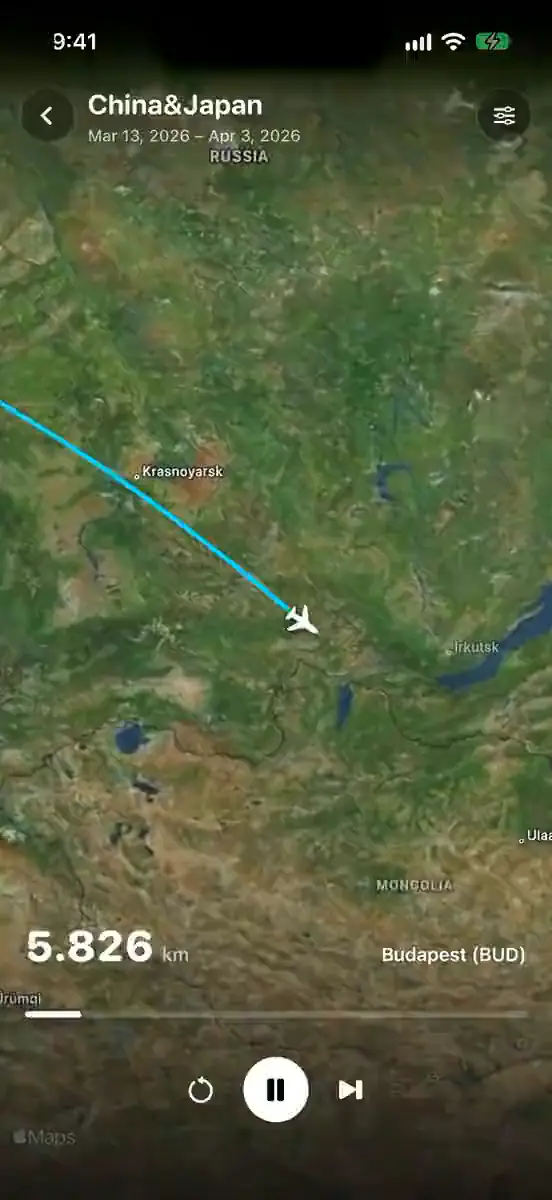 9:41
China&Japan
Mar 13, 2026 – Apr 3, 2026
RUSSIA
Krasnoyarsk
Irkutsk
Ulaa
MONGOLIA
5.826 km
Budapest (BUD)
Ürümqi
Maps